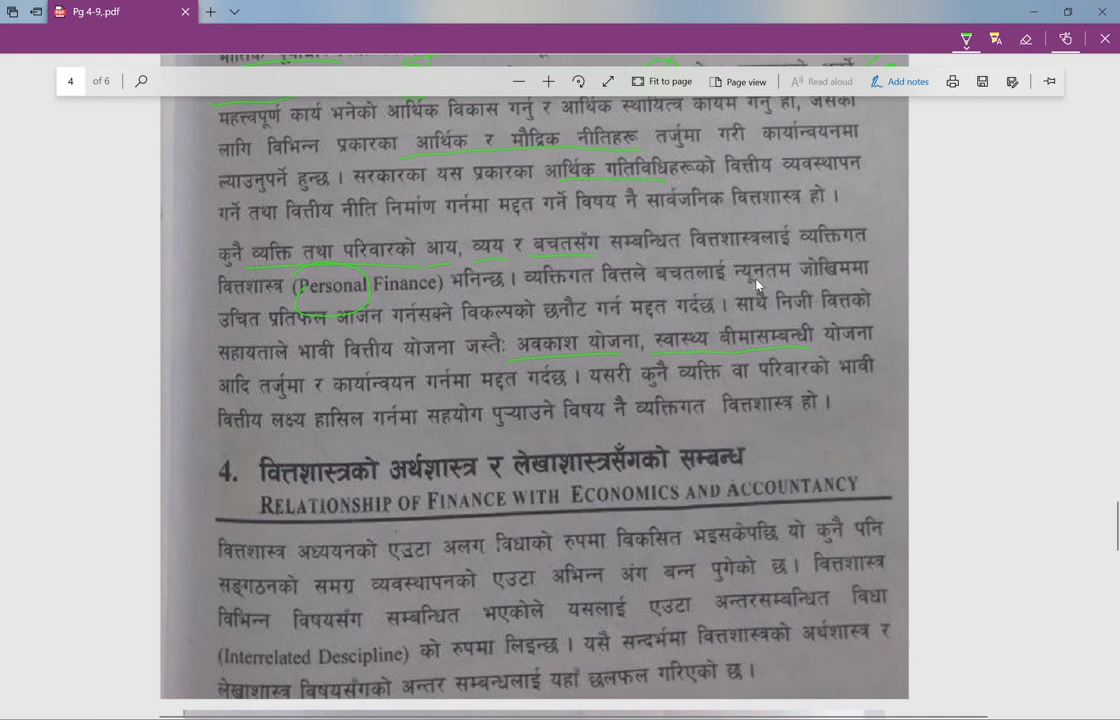 Pg 4-9,.pdf
4 of 6
Fit to page
Page view
Read aloud
Add notes
महत्त्वपूर्ण कार्य भनेको आर्थिक विकास गर्नु र आर्थिक स्थायित्व कायम गर्नु हो, जसका
लागि विभिन्न प्रकारका आर्थिक र मौद्रिक नीतिहरू तर्जुमा गरी कार्यान्वयनमा
ल्याउनुपर्ने हुन्छ । सरकारका यस प्रकारका आर्थिक गतिविधिहरूको वित्तीय व्यवस्थापन
गर्ने तथा वित्तीय नीति निर्माण गर्नमा मद्दत गर्ने विषय नै सार्वजनिक वित्तशास्त्र हो ।
कुनै व्यक्ति तथा परिवारको आय, व्यय र बचतसँग सम्बन्धित वित्तशास्त्रलाई व्यक्तिगत
वित्तशास्त्र (Personal Finance) भनिन्छ । व्यक्तिगत वित्तले बचतलाई न्यूनतम जोखिममा
उचित प्रतिफल आर्जन गर्नसक्ने विकल्पको छनौट गर्न मद्दत गर्दछ । साथै निजी वित्तको
सहायताले भावी वित्तीय योजना जस्तैः अवकाश योजना, स्वास्थ्य बीमासम्बन्धी योजना
आदि तर्जुमा र कार्यान्वयन गर्नमा मद्दत गर्दछ । यसरी कुनै व्यक्ति वा परिवारको भावी
वित्तीय लक्ष्य हासिल गर्नमा सहयोग पुऱ्याउने विषय नै व्यक्तिगत वित्तशास्त्र हो ।
4. वित्तशास्त्रको अर्थशास्त्र र लेखाशास्त्रसँगको सम्बन्ध
RELATIONSHIP OF FINANCE WITH ECONOMICS AND ACCOUNTANCY
वित्तशास्त्र अध्ययनको एउटा अलग विधाको रुपमा विकसित भइसकेपछि यो कुनै पनि
सङ्गठनको समग्र व्यवस्थापनको एउटा अभिन्न अंग बन्न पुगेको छ । वित्तशास्त्र
विभिन्न विषयसँग सम्बन्धित भएकोले यसलाई एउटा अन्तरसम्बन्धित विधा
(Interrelated Descipline) को रुपमा लिइन्छ । यसै सन्दर्भमा वित्तशास्त्रको अर्थशास्त्र र
लेखाशास्त्र विषयसँगको अन्तर सम्बन्धलाई यहाँ छलफल गरिएको छ ।